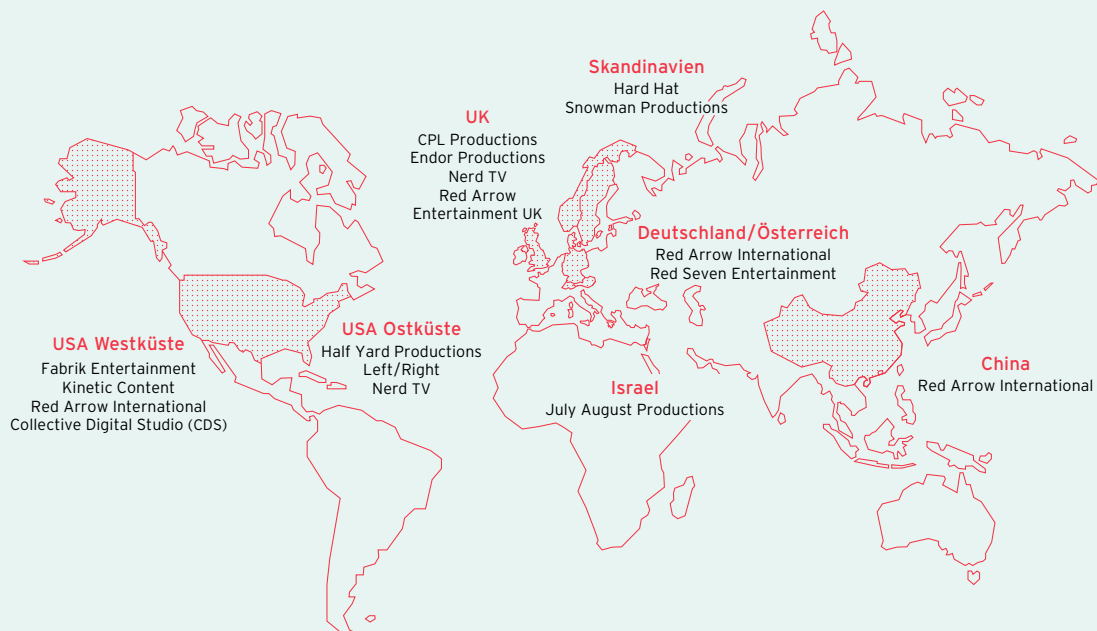 Skandinavien
Hard Hat
Snowman Productions
UK
CPL Productions
Endor Productions
Nerd TV
Red Arrow
Entertainment UK
Deutschland/Österreich
Red Arrow International
Red Seven Entertainment
USA Westküste
Fabrik Entertainment
Kinetic Content
Red Arrow International
Collective Digital Studio (CDS)
USA Ostküste
Half Yard Productions
Left/Right
Nerd TV
Israel
July August Productions
China
Red Arrow International